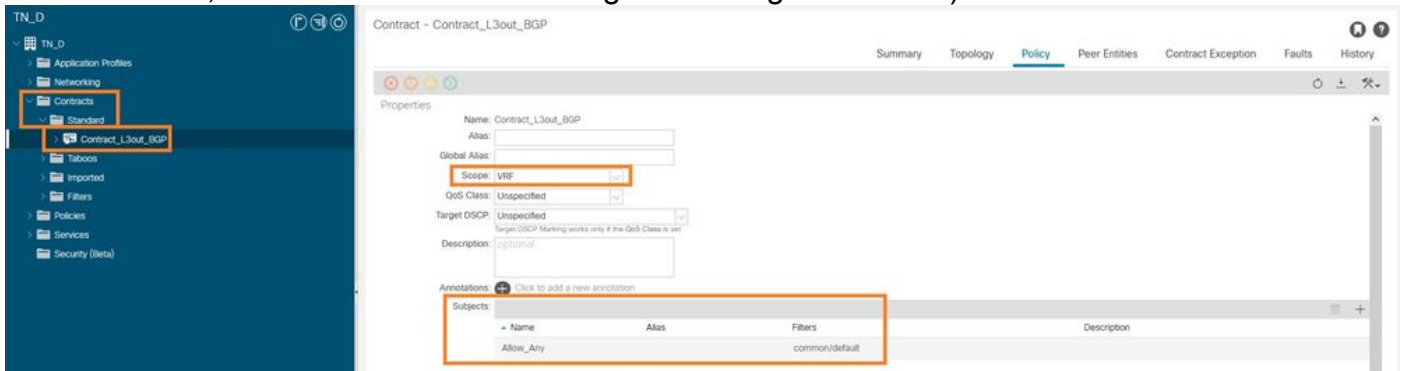 TN_D
TN_D
Application Profiles
Networking
Contracts
Standard
Contract_L3out_BGP
Taboos
Imported
Filters
Policies
Services
Security (Beta)
Contract - Contract_L3out_BGP
Summary Topology Policy Peer Entities Contract Exception Faults History
Properties
Name: Contract_L3out_BGP
Alias:
Global Alias:
Scope: VRF
QoS Class: Unspecified
Target DSCP: Unspecified
Target DSCP Marking works only if the QoS Class is set
Description: optional
Annotations: Click to add a new annotation
Subjects:
Name Alias Filters Description
Allow_Any common/default